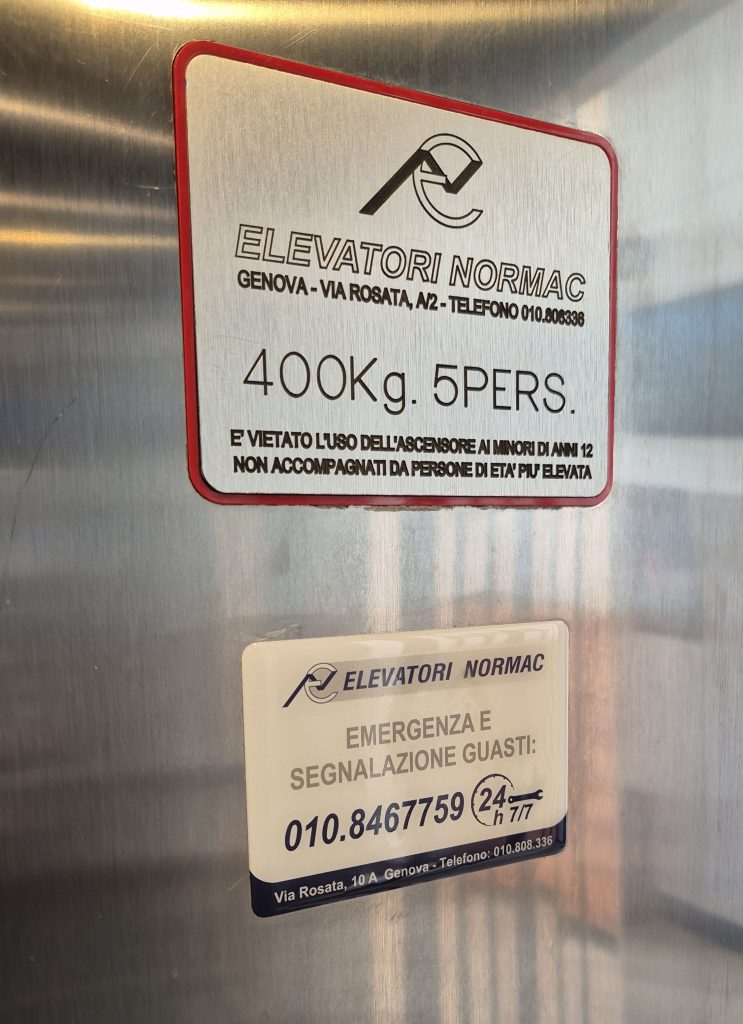 ELEVATORI NORMAC
GENOVA - VIA ROSATA, A/2 - TELEFONO 010.808336
400Kg. 5PERS.
E' VIETATO L'USO DELL'ASCENSORE AI MINORI DI ANNI 12
NON ACCOMPAGNATI DA PERSONE DI ETA' PIU' ELEVATA
ELEVATORI NORMAC
EMERGENZA E
SEGNALAZIONE GUASTI:
010.8467759 24
h 7/7
Via Rosata, 10 A Genova - Telefono: 010.808.336